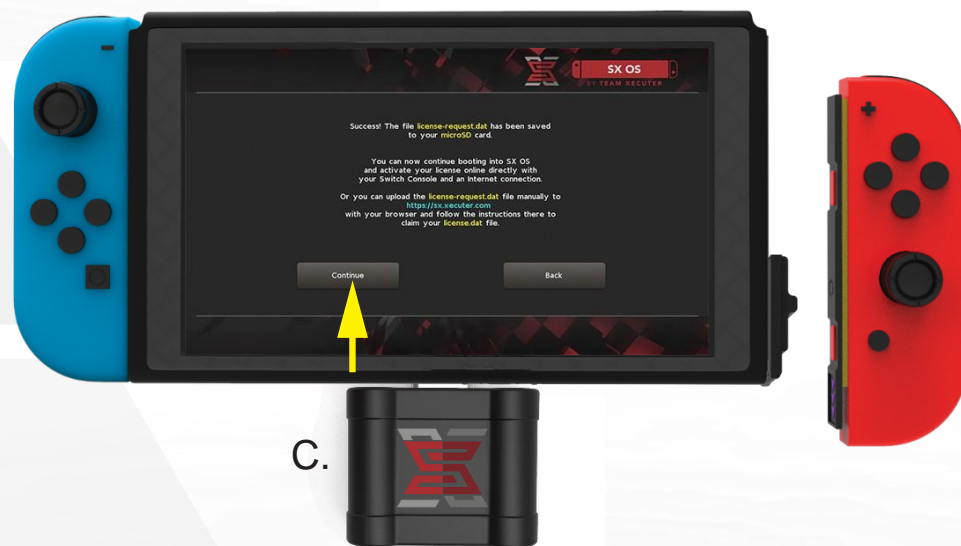 SX OS
BY TEAM XECUTER
Success! The file license-request.dat has been saved
to your microSD card.
You can now continue booting into SX OS
and activate your license online directly with
your Switch Console and an Internet connection.
Or you can upload the license-request.dat file manually to
https://sx.xecuter.com
with your browser and follow the instructions there to
claim your license.dat file.
Continue
Back
C.